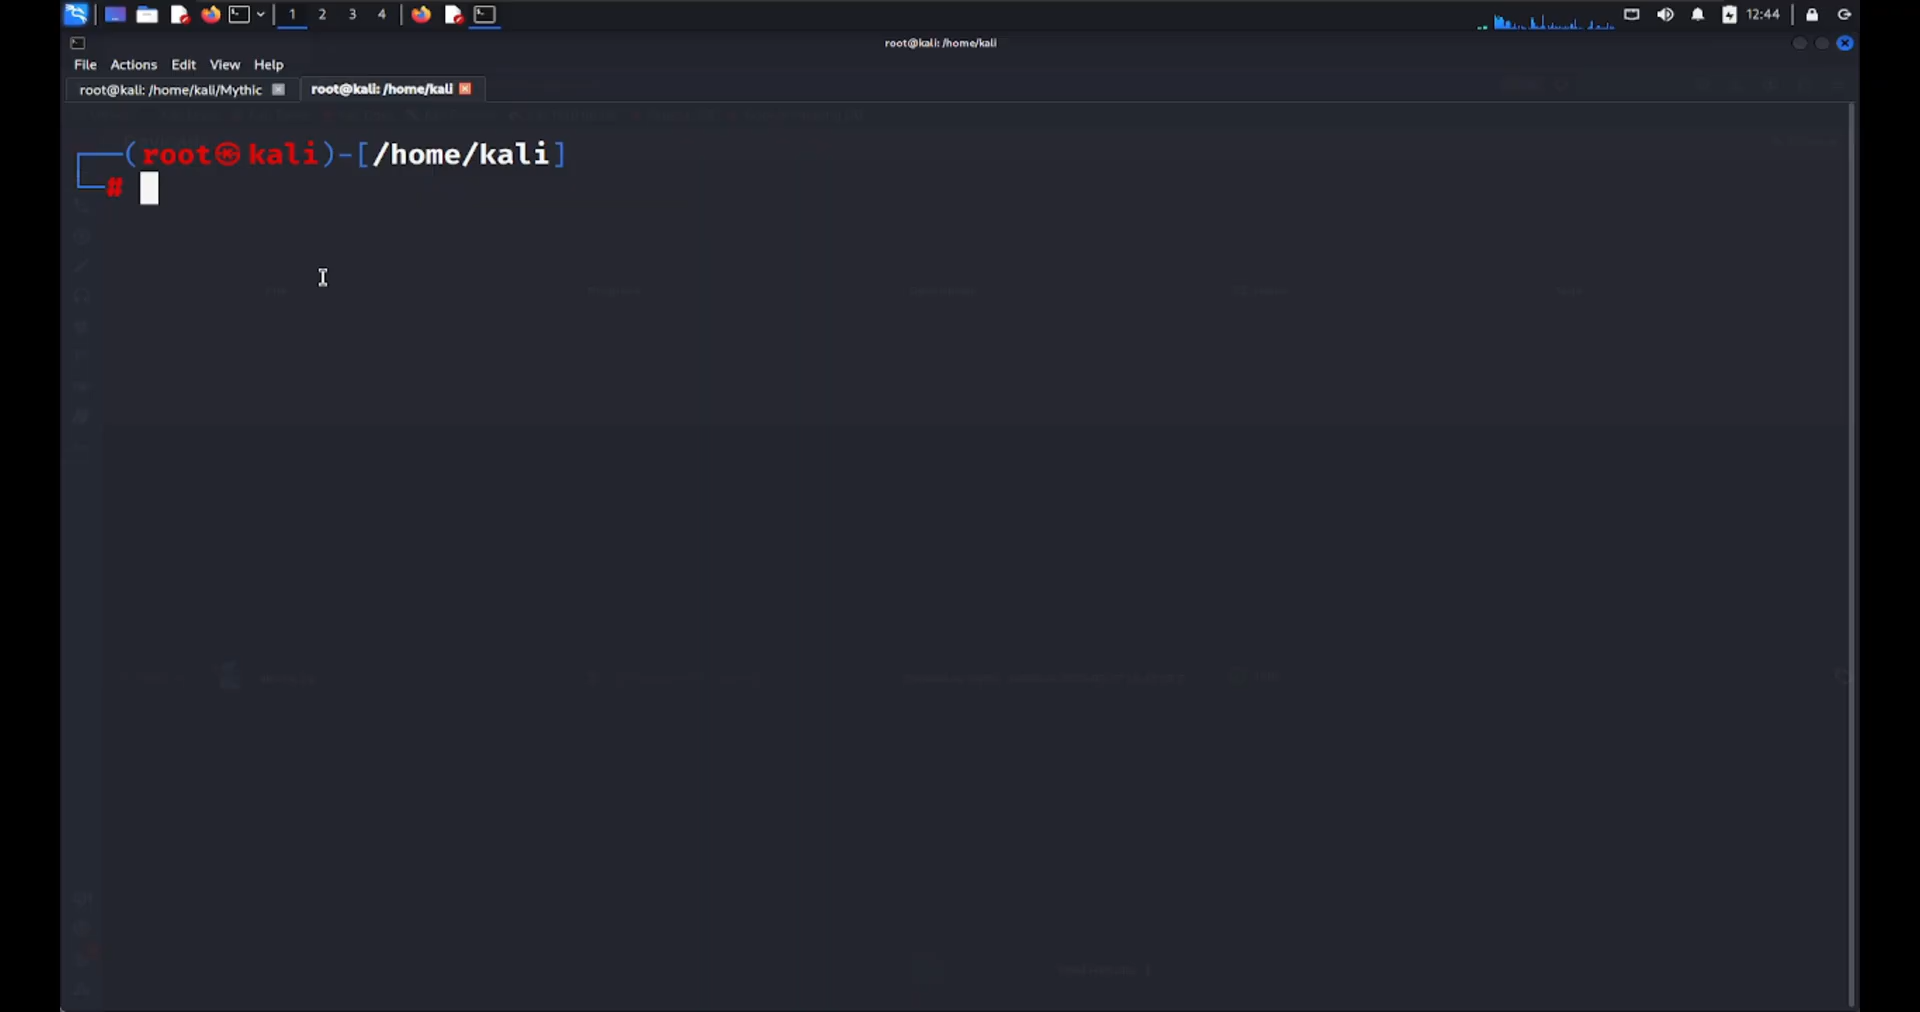 1 2 3 4 12:44
root@kali: /home/kali
File Actions Edit View Help
root@kali: /home/kali/Mythic root@kali: /home/kali
(root㉿kali)-[/home/kali]
#